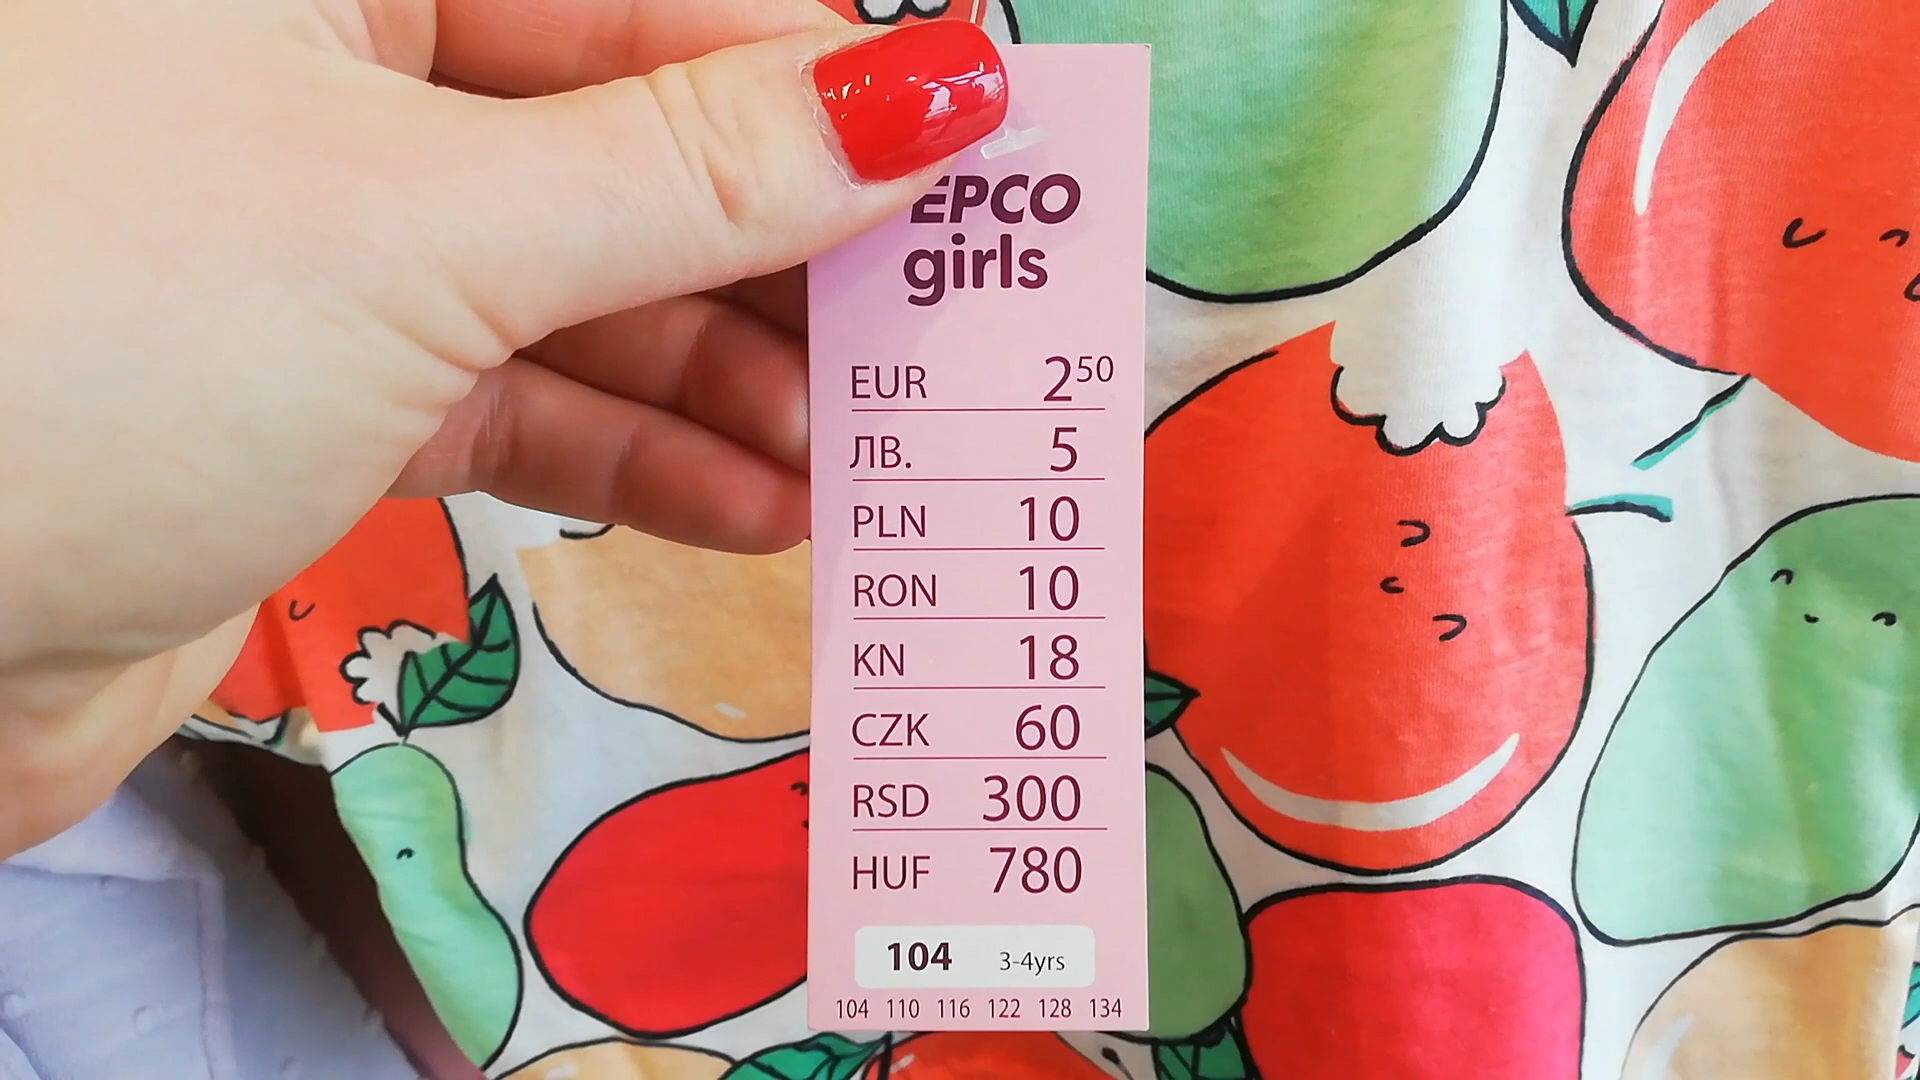 EPCO
girls
EUR 2⁵⁰
ЛВ. 5
PLN 10
RON 10
KN 18
CZK 60
RSD 300
HUF 780
104 3-4yrs
104 110 116 122 128 134